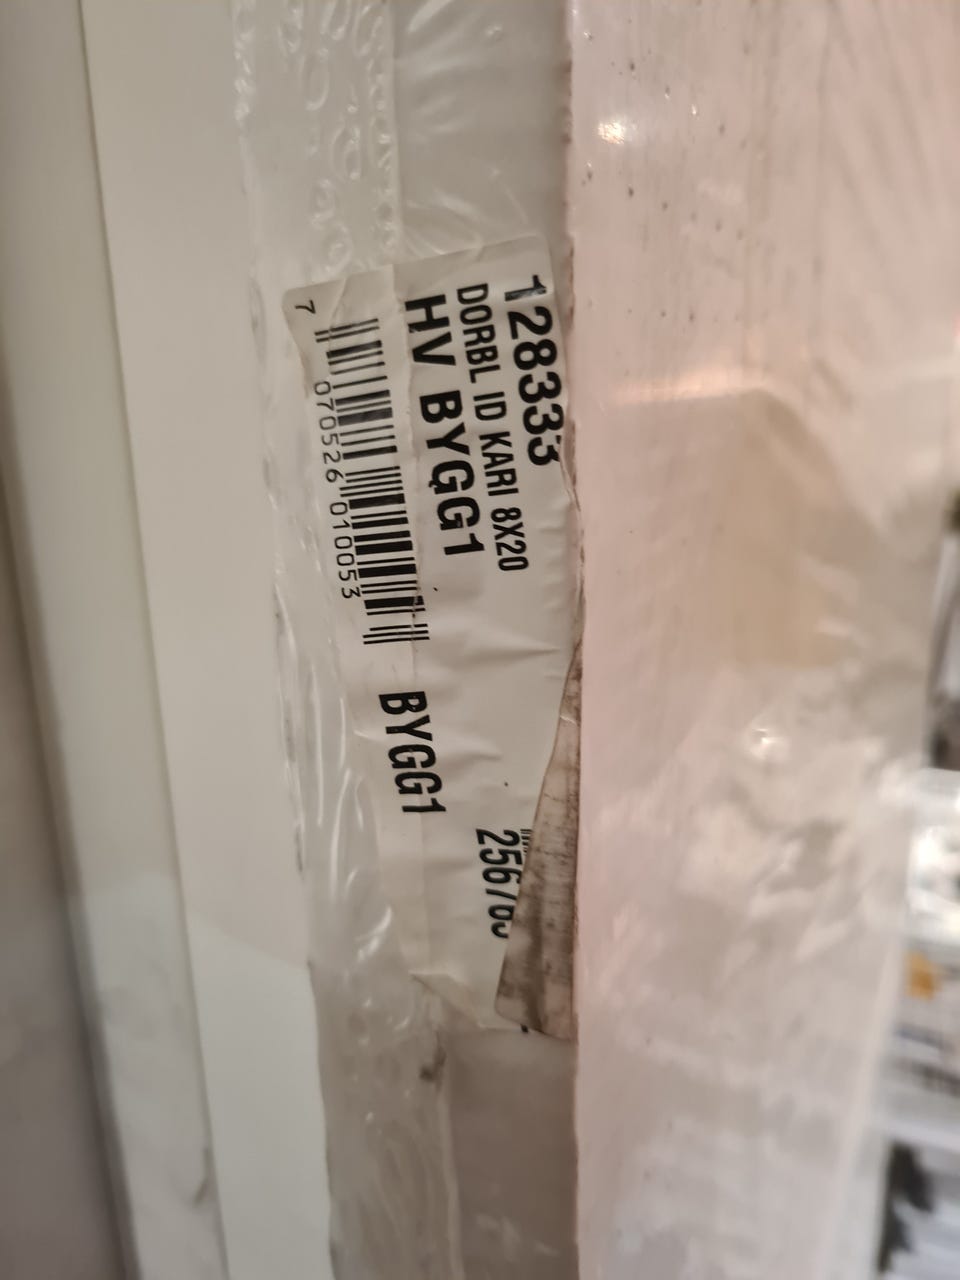 128333
DORBL ID KARI 8X20
HV BYGG1
7 070526 010053
BYGG1